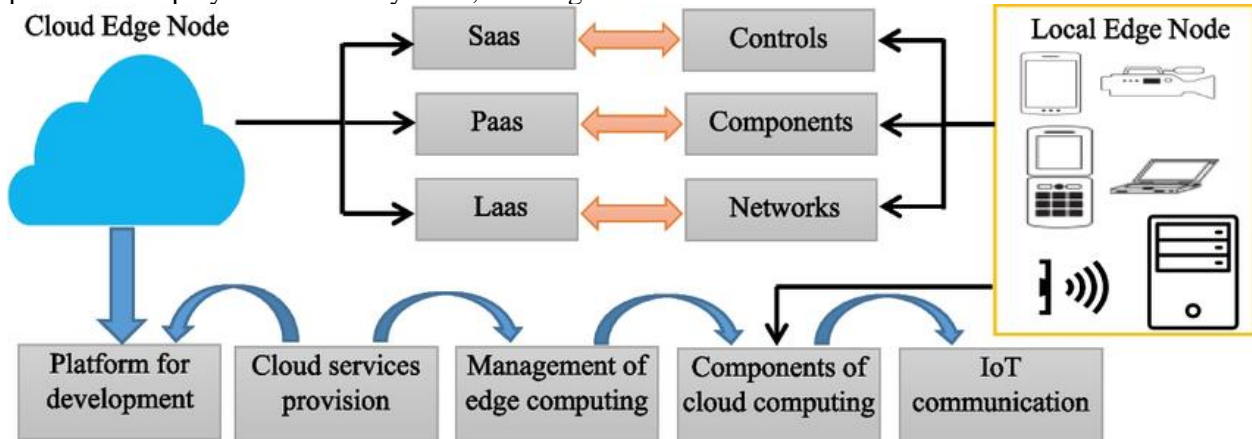 Cloud Edge Node
Saas
Controls
Local Edge Node
Paas
Components
Laas
Networks
Platform for
development
Cloud services
provision
Management of
edge computing
Components of
cloud computing
IoT
communication